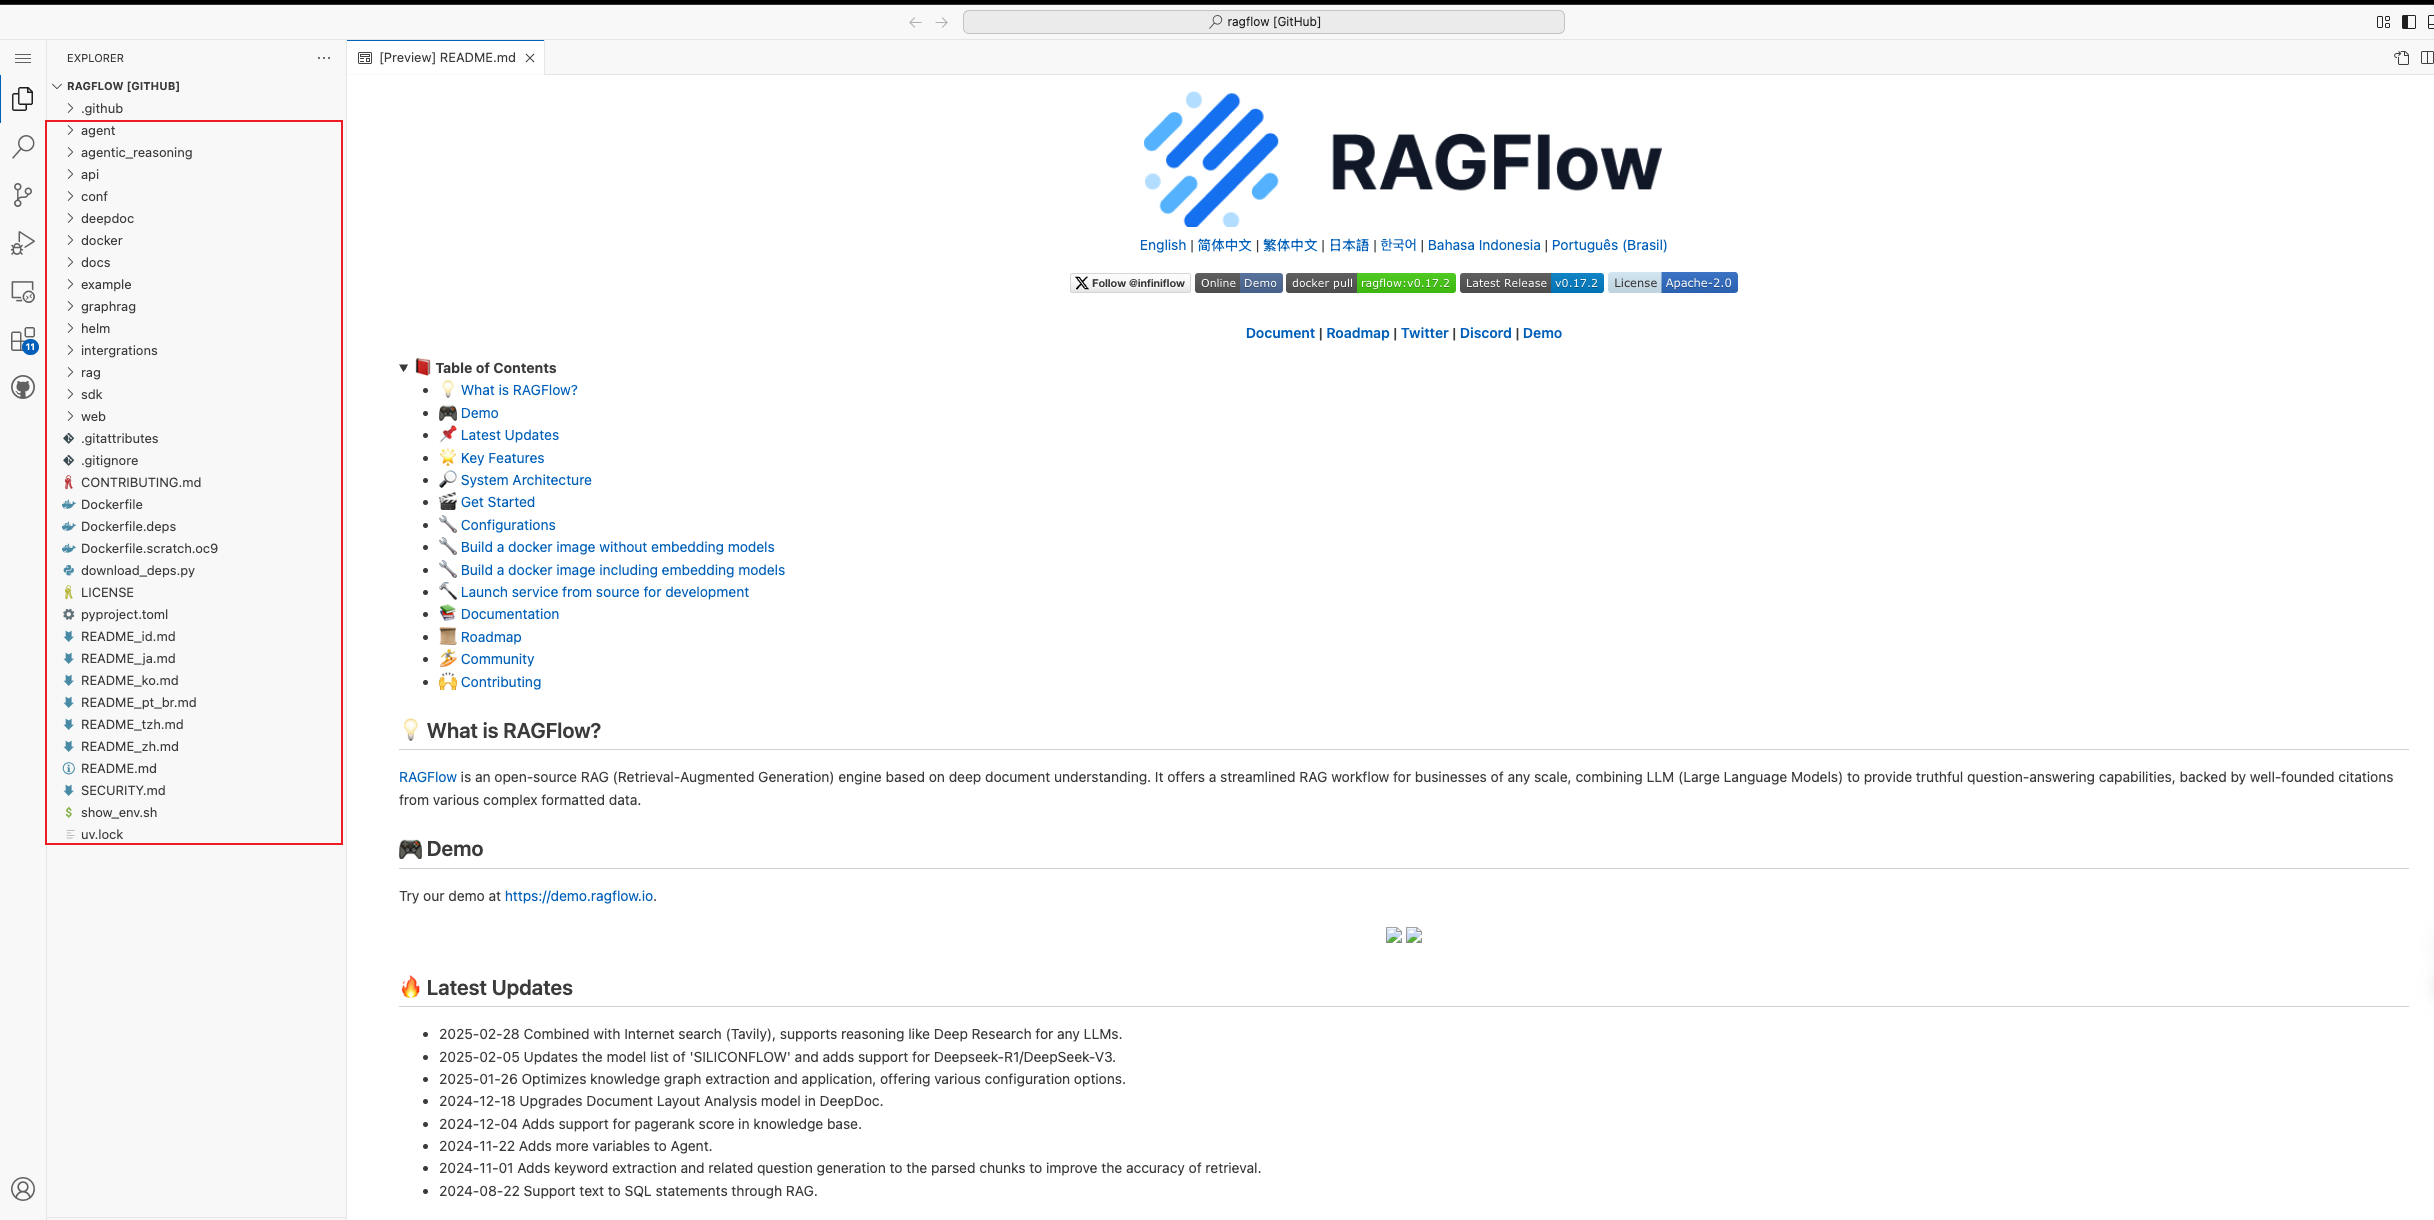 ragflow [GitHub]
EXPLORER
[Preview] README.md
RAGFLOW [GITHUB]
.github
agent
agentic_reasoning
api
conf
deepdoc
docker
docs
example
graphrag
helm
intergrations
rag
sdk
web
.gitattributes
.gitignore
CONTRIBUTING.md
Dockerfile
Dockerfile.deps
Dockerfile.scratch.oc9
download_deps.py
LICENSE
pyproject.toml
README_id.md
README_ja.md
README_ko.md
README_pt_br.md
README_tzh.md
README_zh.md
README.md
SECURITY.md
show_env.sh
uv.lock
11
RAGFlow
English | 简体中文 | 繁体中文 | 日本語 | 한국어 | Bahasa Indonesia | Português (Brasil)
Follow @infiniflow Online Demo docker pull ragflow:v0.17.2 Latest Release v0.17.2 License Apache-2.0
Document | Roadmap | Twitter | Discord | Demo
Table of Contents
What is RAGFlow?
Demo
Latest Updates
Key Features
System Architecture
Get Started
Configurations
Build a docker image without embedding models
Build a docker image including embedding models
Launch service from source for development
Documentation
Roadmap
Community
Contributing
What is RAGFlow?
RAGFlow is an open-source RAG (Retrieval-Augmented Generation) engine based on deep document understanding. It offers a streamlined RAG workflow for businesses of any scale, combining LLM (Large Language Models) to provide truthful question-answering capabilities, backed by well-founded citations
from various complex formatted data.
Demo
Try our demo at https://demo.ragflow.io.
Latest Updates
2025-02-28 Combined with Internet search (Tavily), supports reasoning like Deep Research for any LLMs.
2025-02-05 Updates the model list of 'SILICONFLOW' and adds support for Deepseek-R1/DeepSeek-V3.
2025-01-26 Optimizes knowledge graph extraction and application, offering various configuration options.
2024-12-18 Upgrades Document Layout Analysis model in DeepDoc.
2024-12-04 Adds support for pagerank score in knowledge base.
2024-11-22 Adds more variables to Agent.
2024-11-01 Adds keyword extraction and related question generation to the parsed chunks to improve the accuracy of retrieval.
2024-08-22 Support text to SQL statements through RAG.